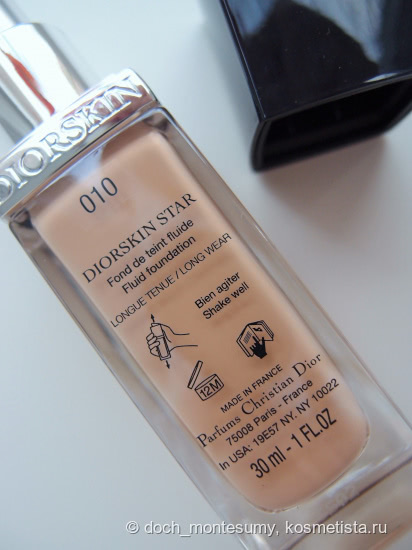 DIORSKIN
010
DIORSKIN STAR
Fond de teint fluide
Fluid foundation
LONGUE TENUE / LONG WEAR
Bien agiter
Shake well
12M
MADE IN FRANCE
Parfums Christian Dior
75008 Paris - France
In USA: 19E57 NY. NY 10022
30 ml - 1 FL.OZ
© doch_montesumy, kosmetista.ru